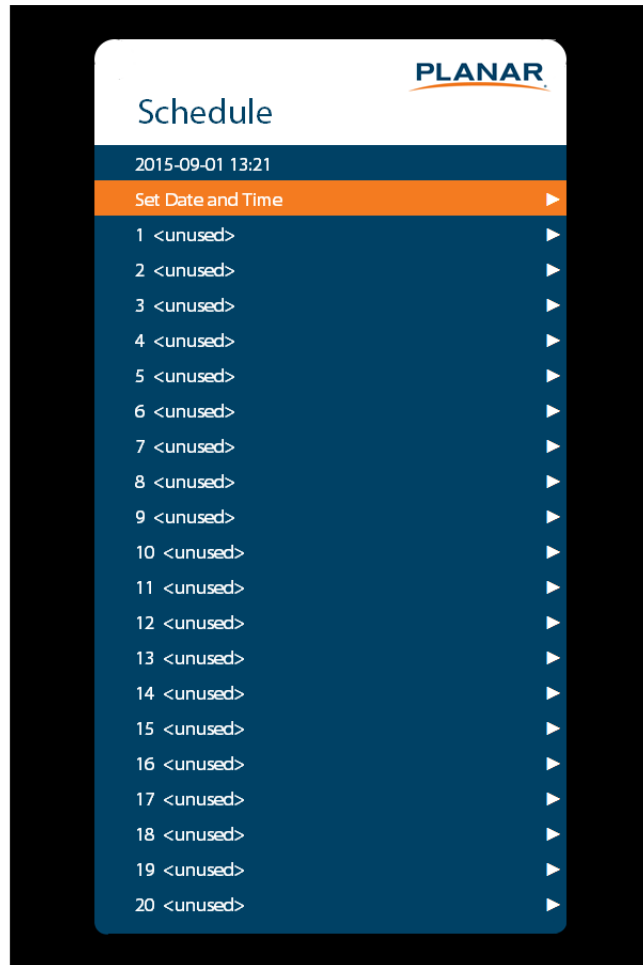 PLANAR
Schedule
2015-09-01 13:21
Set Date and Time
1 <unused>
2 <unused>
3 <unused>
4 <unused>
5 <unused>
6 <unused>
7 <unused>
8 <unused>
9 <unused>
10 <unused>
11 <unused>
12 <unused>
13 <unused>
14 <unused>
15 <unused>
16 <unused>
17 <unused>
18 <unused>
19 <unused>
20 <unused>